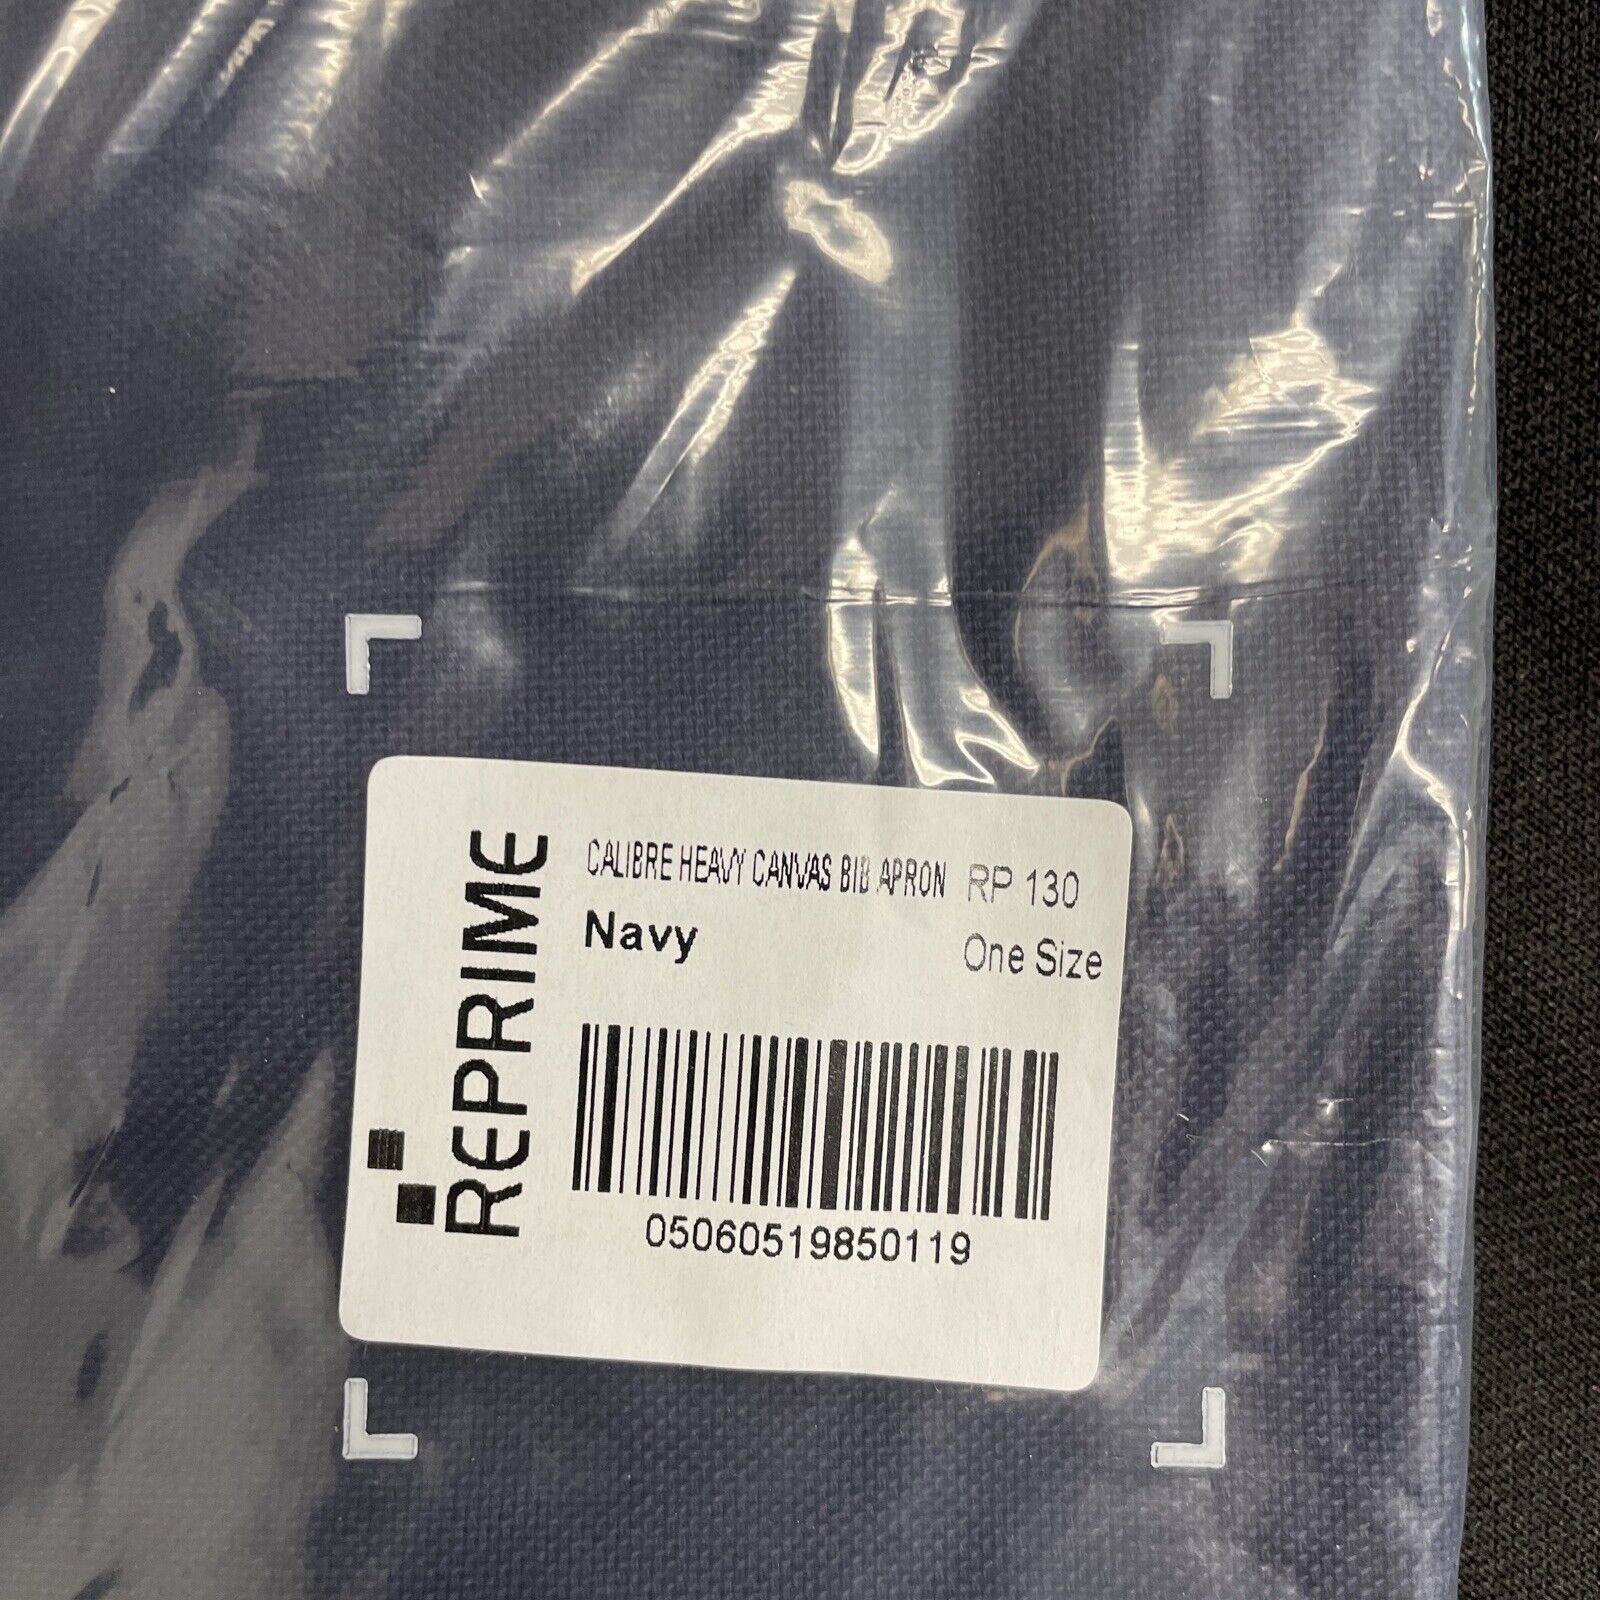 REPRIME
CALIBRE HEAVY CANVAS BIB APRON RP 130
Navy One Size
05060519850119